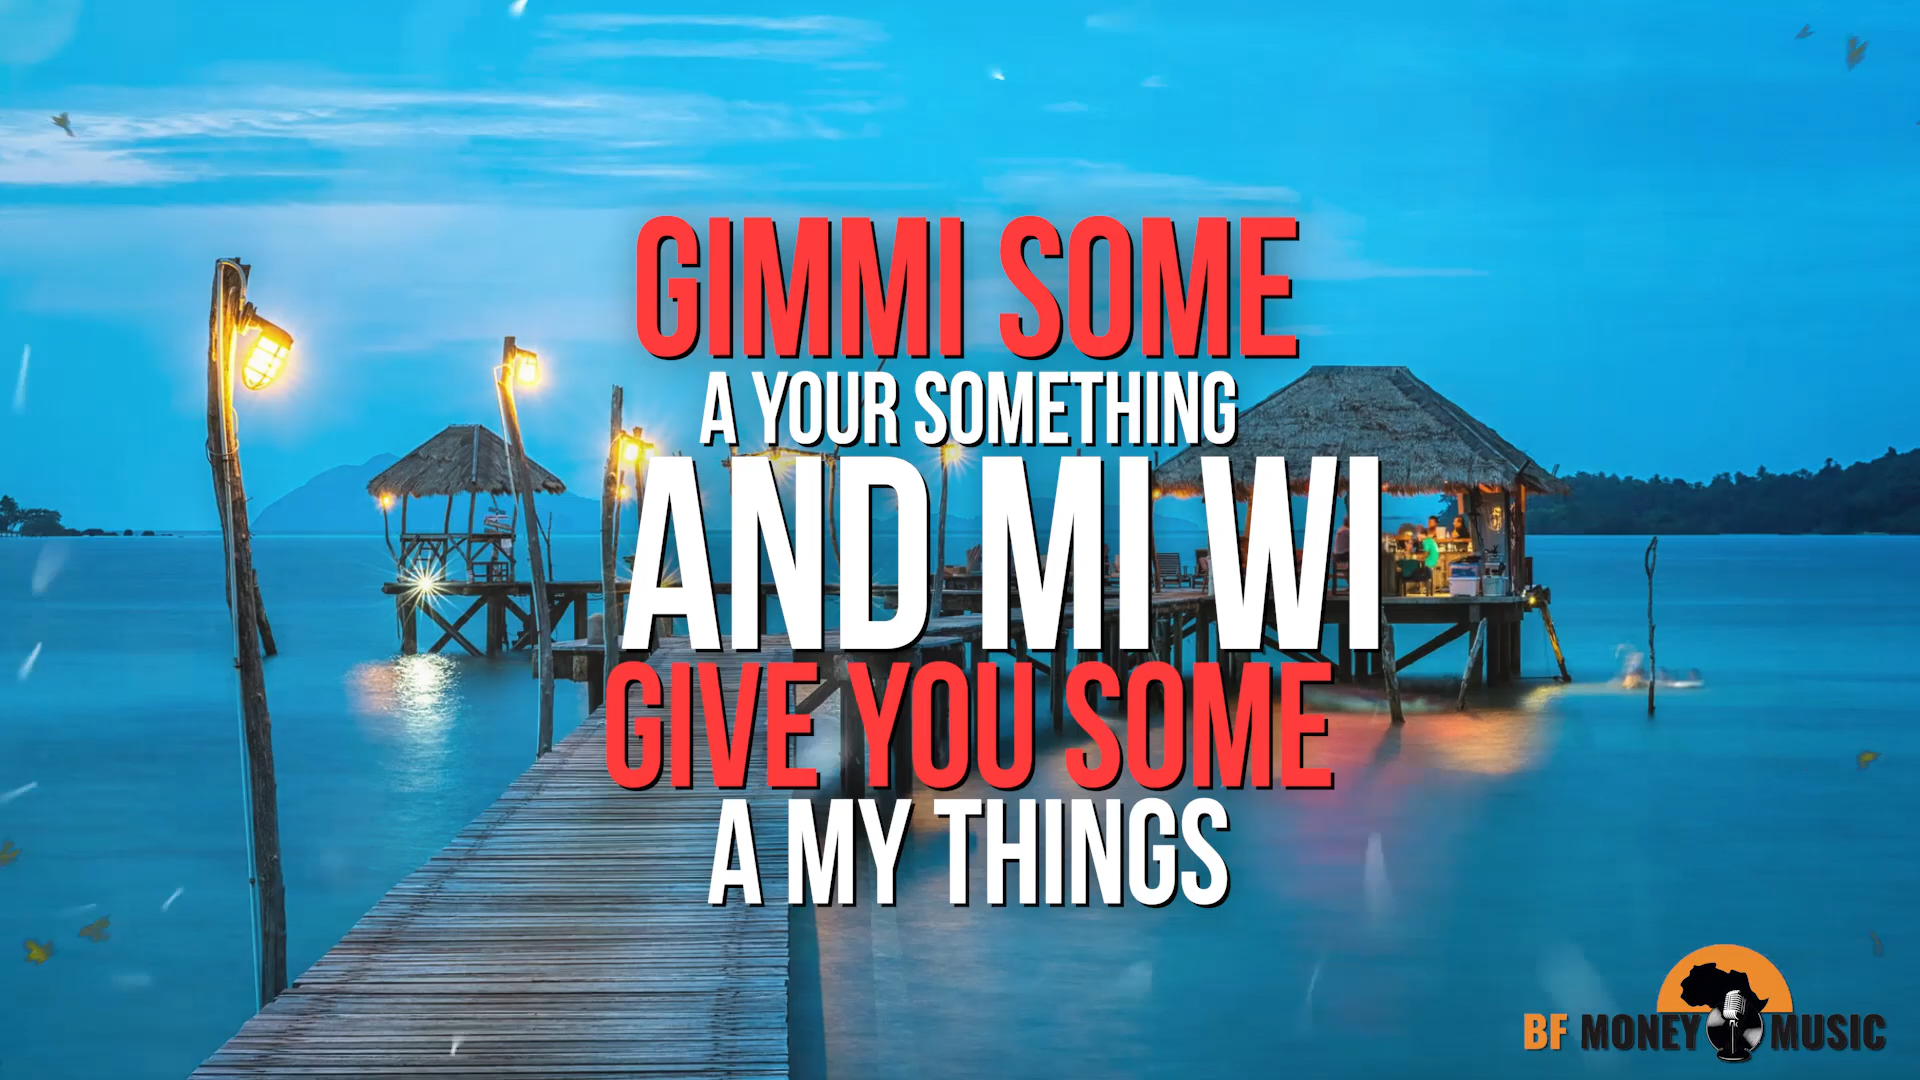 GIMMI SOME
A YOUR SOMETHING
AND MI WI
GIVE YOU SOME
A MY THINGS
BF MONEY MUSIC